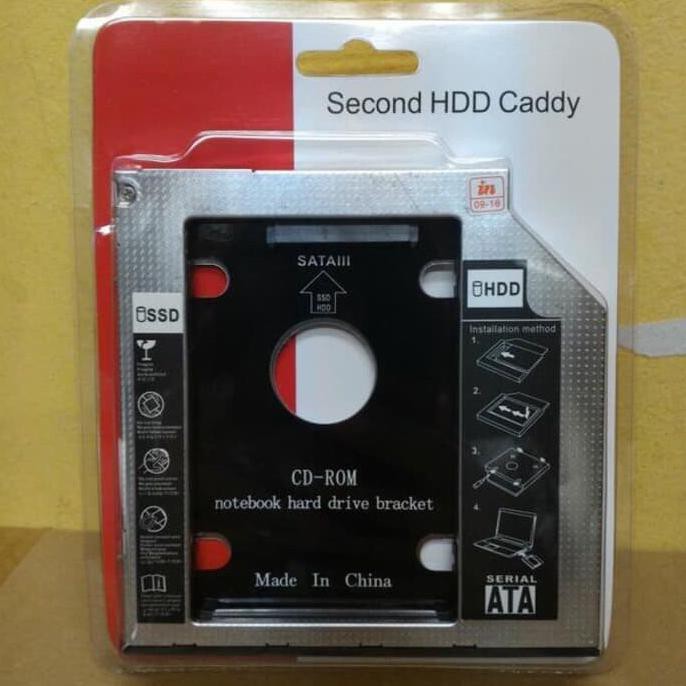 Second HDD Caddy
in
09-16
SATAIII
SSD
HDD
HDD
SSD
Installation method
1.
2.
3.
4.
CD-ROM
notebook hard drive bracket
Made In China
SERIAL
ATA